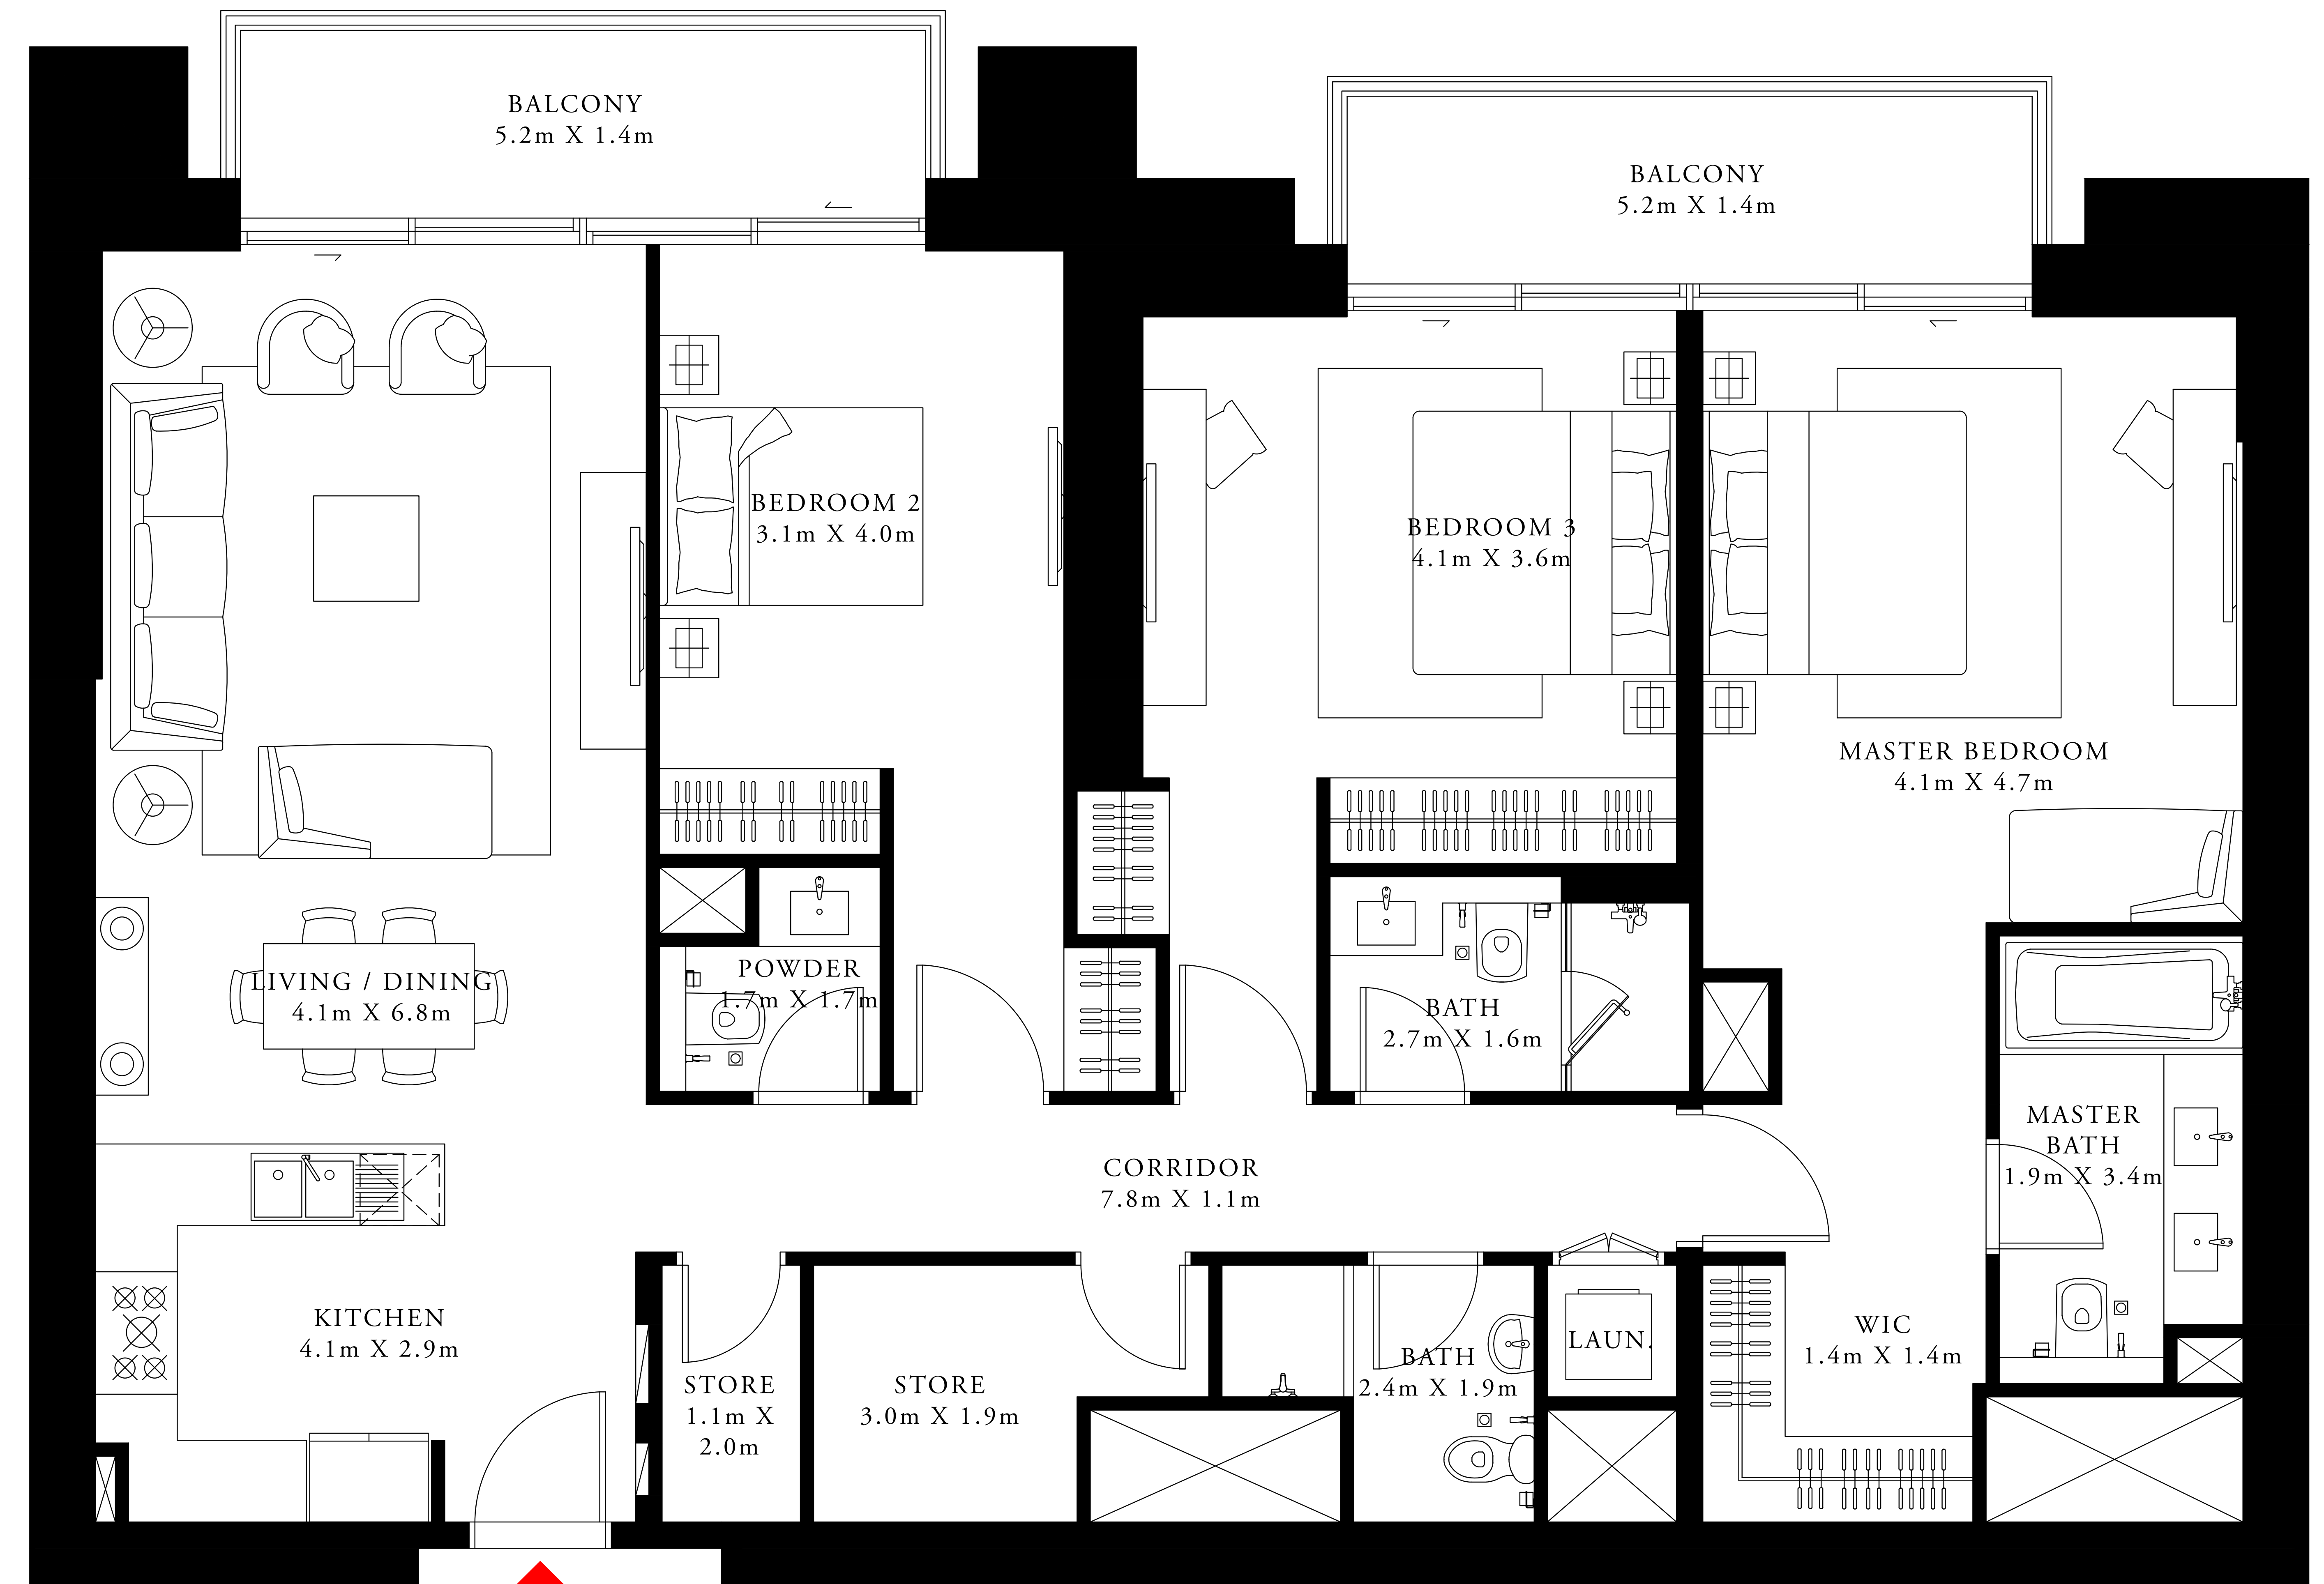 BALCONY
5.2m X 1.4m
BALCONY
5.2m X 1.4m
BEDROOM 2
3.1m X 4.0m
BEDROOM 3
4.1m X 3.6m
MASTER BEDROOM
4.1m X 4.7m
LIVING / DINING
4.1m X 6.8m
POWDER
1.7m X 1.7m
BATH
2.7m X 1.6m
MASTER
BATH
1.9m X 3.4m
CORRIDOR
7.8m X 1.1m
KITCHEN
4.1m X 2.9m
STORE
1.1m X
2.0m
STORE
3.0m X 1.9m
BATH
2.4m X 1.9m
LAUN.
WIC
1.4m X 1.4m